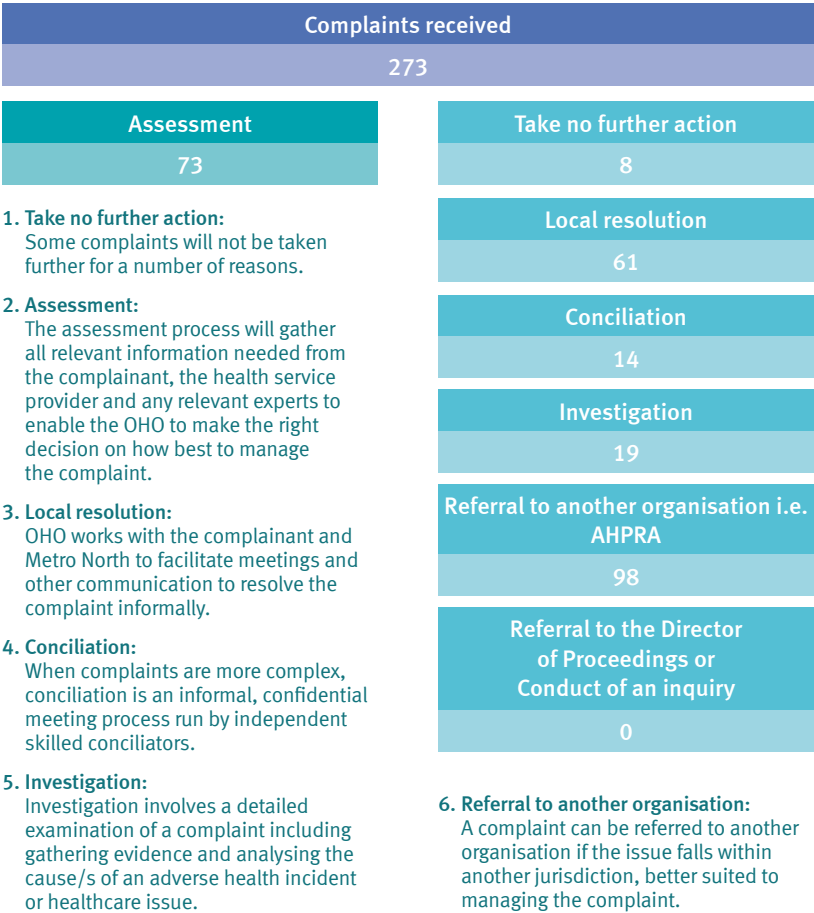 Complaints received
273
Assessment
73
1. Take no further action:
Some complaints will not be taken
further for a number of reasons.
2. Assessment:
The assessment process will gather
all relevant information needed from
the complainant, the health service
provider and any relevant experts to
enable the OHO to make the right
decision on how best to manage
the complaint.
3. Local resolution:
OHO works with the complainant and
Metro North to facilitate meetings and
other communication to resolve the
complaint informally.
4. Conciliation:
When complaints are more complex,
conciliation is an informal, confidential
meeting process run by independent
skilled conciliators.
5. Investigation:
Investigation involves a detailed
examination of a complaint including
gathering evidence and analysing the
cause/s of an adverse health incident
or healthcare issue.
Take no further action
8
Local resolution
61
Conciliation
14
Investigation
19
Referral to another organisation i.e.
AHPRA
98
Referral to the Director
of Proceedings or
Conduct of an inquiry
0
6. Referral to another organisation:
A complaint can be referred to another
organisation if the issue falls within
another jurisdiction, better suited to
managing the complaint.